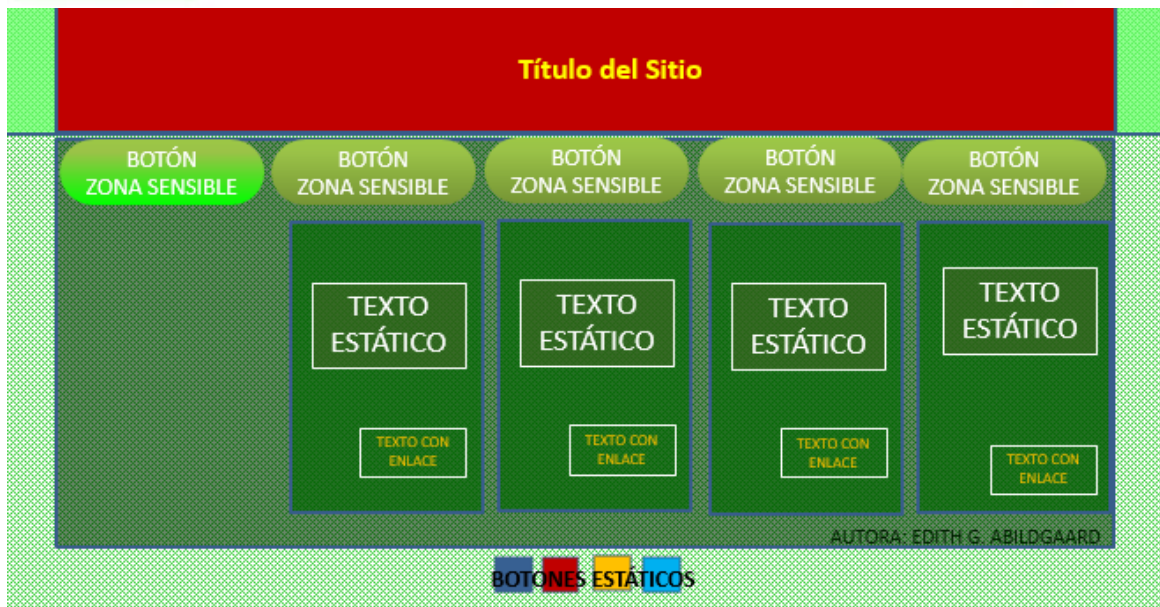 Título del Sitio
BOTÓN
ZONA SENSIBLE
BOTÓN
ZONA SENSIBLE
BOTÓN
ZONA SENSIBLE
BOTÓN
ZONA SENSIBLE
BOTÓN
ZONA SENSIBLE
TEXTO
ESTÁTICO
TEXTO
ESTÁTICO
TEXTO
ESTÁTICO
TEXTO
ESTÁTICO
TEXTO CON
ENLACE
TEXTO CON
ENLACE
TEXTO CON
ENLACE
TEXTO CON
ENLACE
AUTORA: EDITH G. ABILDGAARD
BOTONES ESTÁTICOS